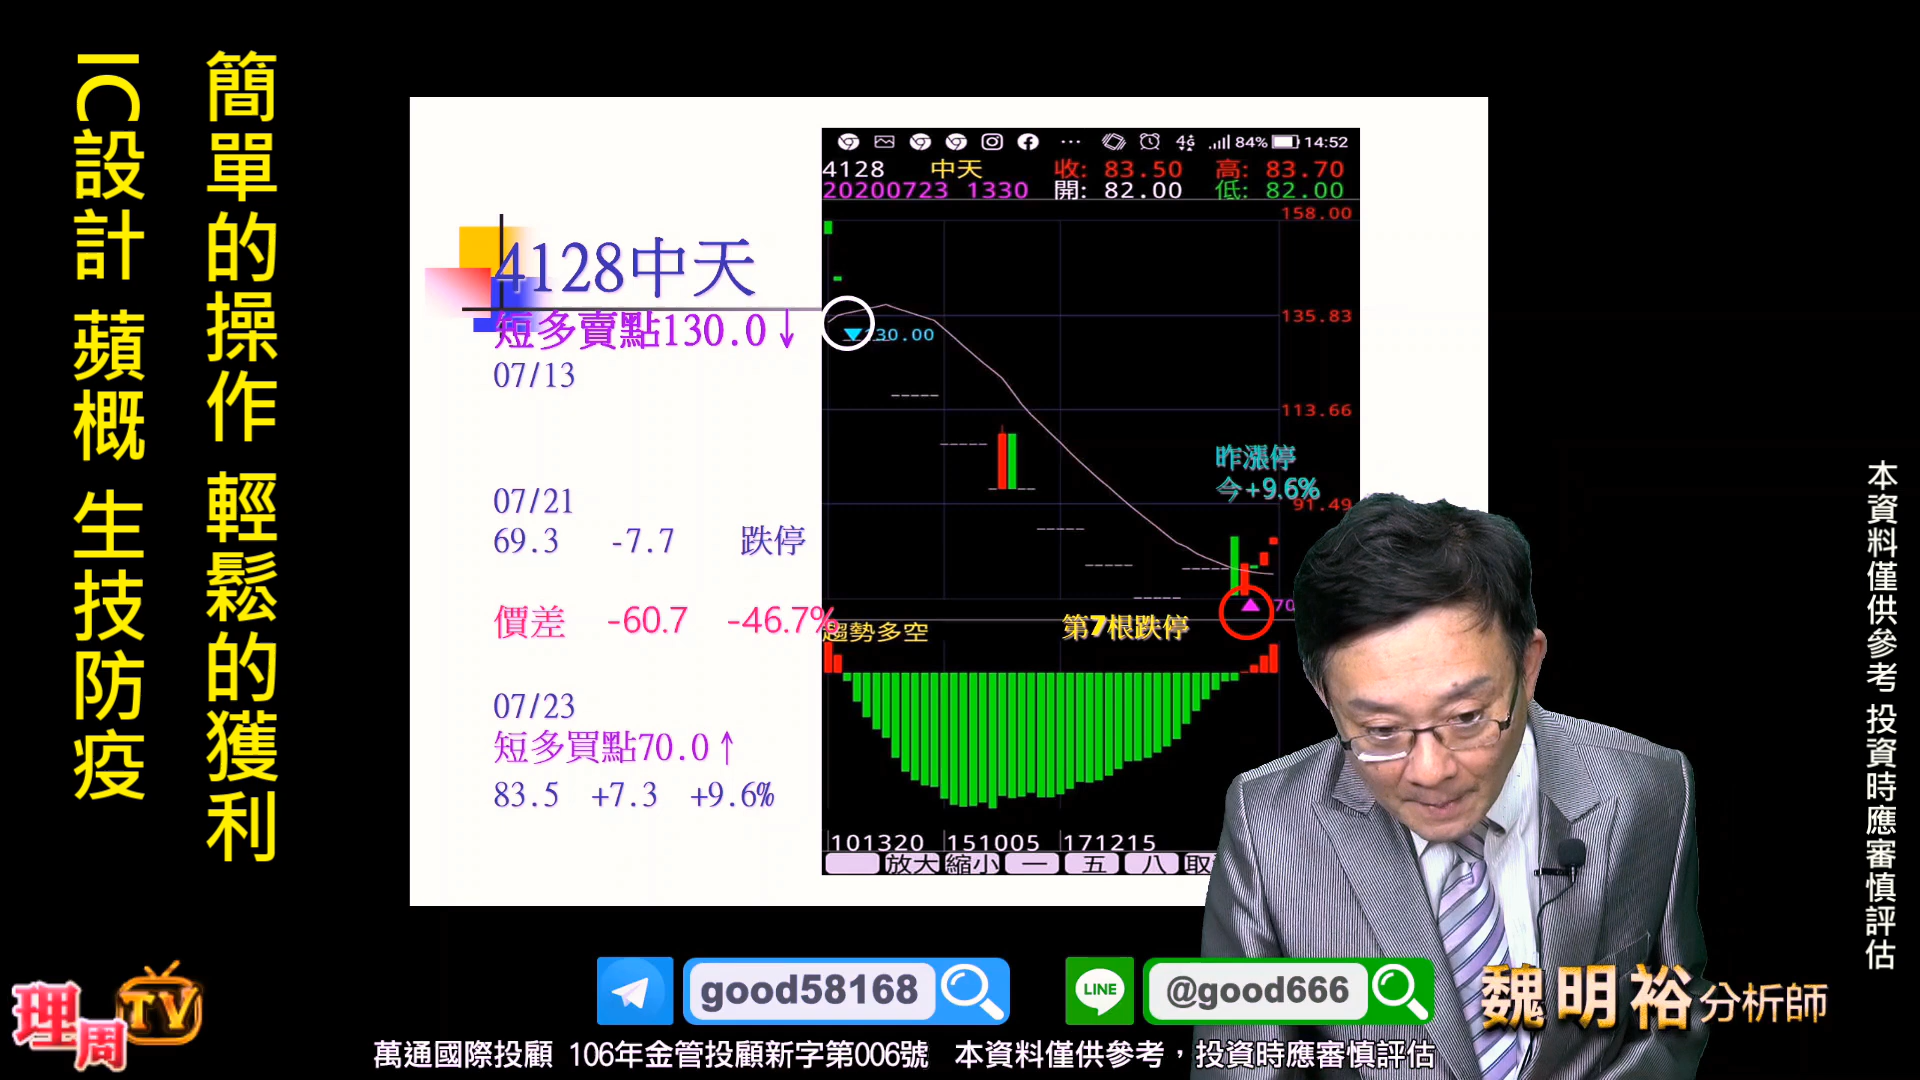 簡單的操作 輕鬆的獲利
IC設計 蘋概 生技防疫
4128中天
短多賣點130.0↓
07/13
07/21
69.3 -7.7 跌停
價差 -60.7 -46.7%
07/23
短多買點70.0↑
83.5 +7.3 +9.6%
84% 14:52
4128 中天 收: 83.50 高: 83.70
20200723 1330 開: 82.00 低: 82.00
158.00
135.83
130.00
113.66
昨漲停
今+9.6%
91.49
70
第7根跌停
趨勢多空
101320 151005 171215
放大 縮小 一 五 八 取
本資料僅供參考 投資時應審慎評估
理周TV
good58168
LINE
@good666
魏明裕分析師
萬通國際投顧 106年金管投顧新字第006號 本資料僅供參考，投資時應審慎評估